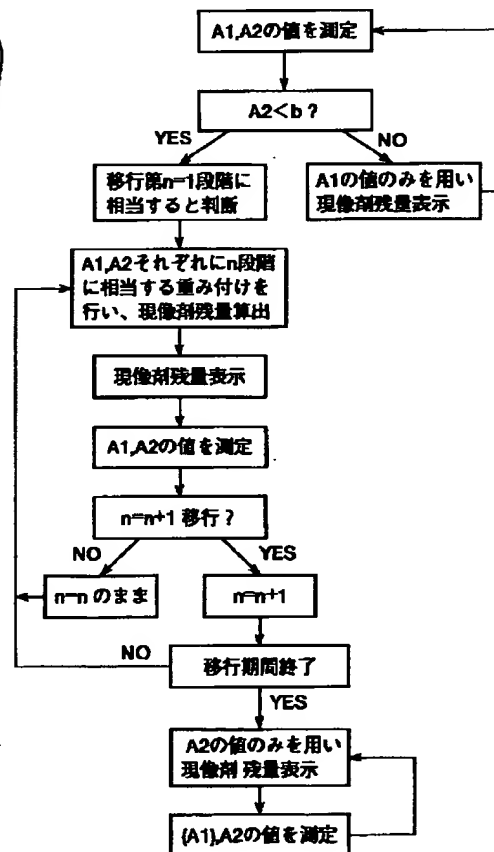 A1,A2の値を測定
A2<b？
YES
NO
移行第n=1段階に
相当すると判断
A1の値のみを用い
現像剤残量表示
A1,A2それぞれにn段階
に相当する重み付けを
行い、現像剤残量算出
現像剤残量表示
A1,A2の値を測定
n=n+1 移行？
NO
YES
n=n のまま
n=n+1
NO
移行期間終了
YES
A2の値のみを用い
現像剤 残量表示
(A1),A2の値を測定